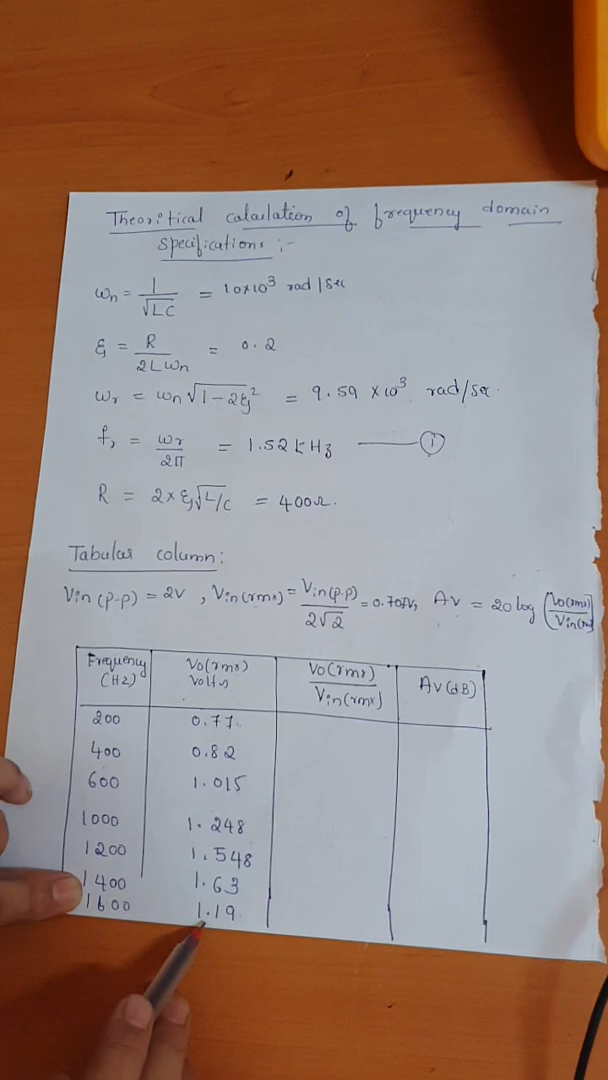 Theoritical calculation of frequency domain
specifications :-
ωn = 1/√LC = 10×10³ rad/sec
ξ = R/2Lωn = 0.2
ωr = ωn√1-2ξ² = 9.59 ×10³ rad/sec.
fr = ωr/2π = 1.52 KHz —— ①
R = 2×ξ√L/C = 400Ω.
Tabular column:
Vin (p-p) = 2V , Vin(rms) = Vin(p-p)/2√2 = 0.707V, AV = 20 log (Vo(rms)/Vin(rms
Frequency (Hz) Vo(rms) Volts Vo(rms)/Vin(rms) AV(dB)
200 0.77.
400 0.82
600 1.015
1000 1.248
1200 1.548
1400 1.63
1600 1.19.